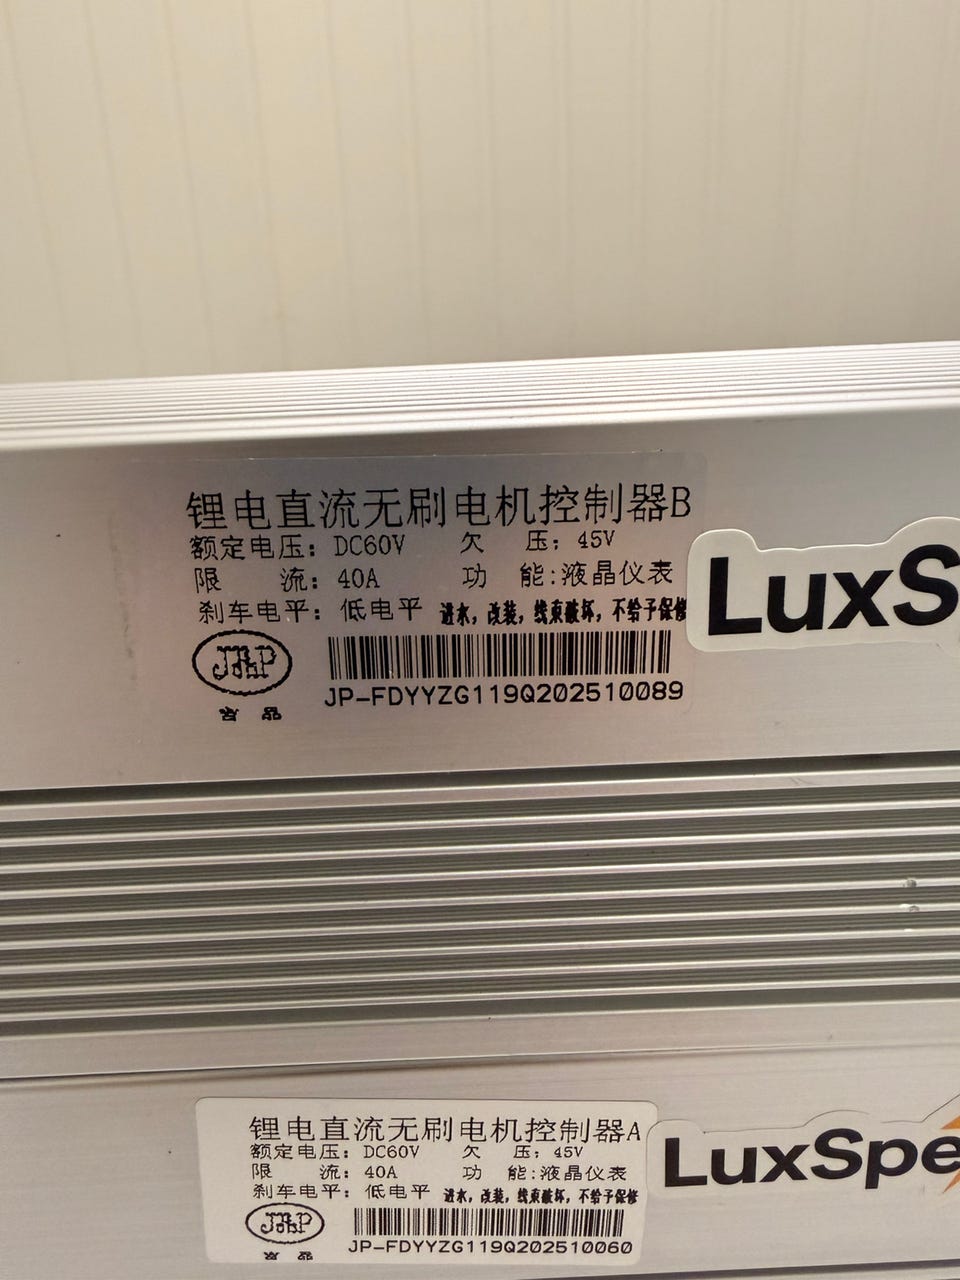 锂电直流无刷电机控制器B
额定电压: DC60V 欠 压: 45V
限 流: 40A 功 能:液晶仪表
刹车电平: 低电平 进水，改装，线束破坏，不给予保修
JP-FDYYZG119Q202510089
LuxS
锂电直流无刷电机控制器A
额定电压: DC60V 欠 压: 45V
限 流: 40A 功 能:液晶仪表
刹车电平: 低电平 进水，改装，线束破坏，不给予保修
JP-FDYYZG119Q202510060
LuxSpe